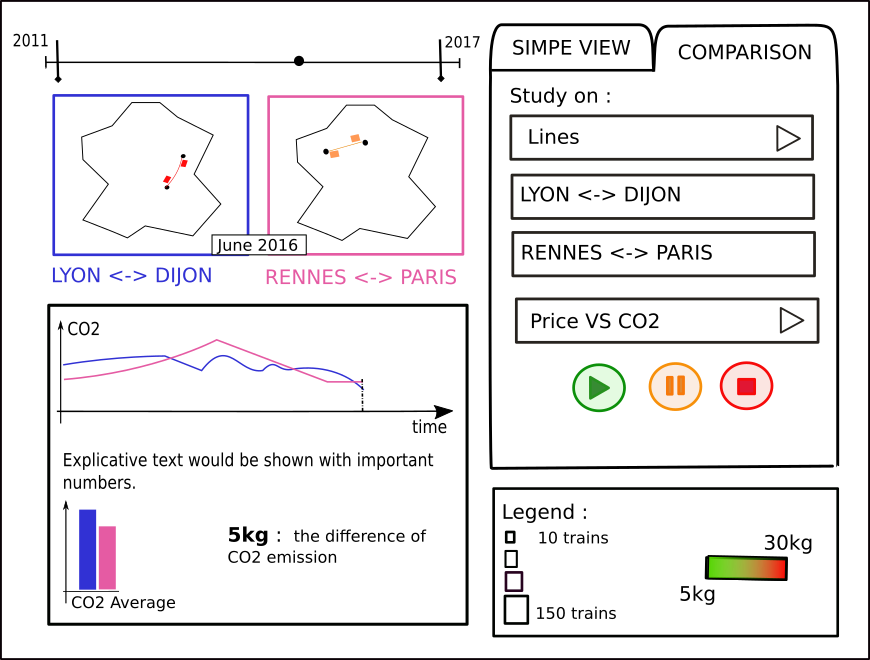 2011
2017
June 2016
LYON <-> DIJON
RENNES <-> PARIS
CO2
time
Explicative text would be shown with important
numbers.
5kg : the difference of
CO2 emission
CO2 Average
SIMPE VIEW
COMPARISON
Study on :
Lines
LYON <-> DIJON
RENNES <-> PARIS
Price VS CO2
Legend :
10 trains
150 trains
30kg
5kg